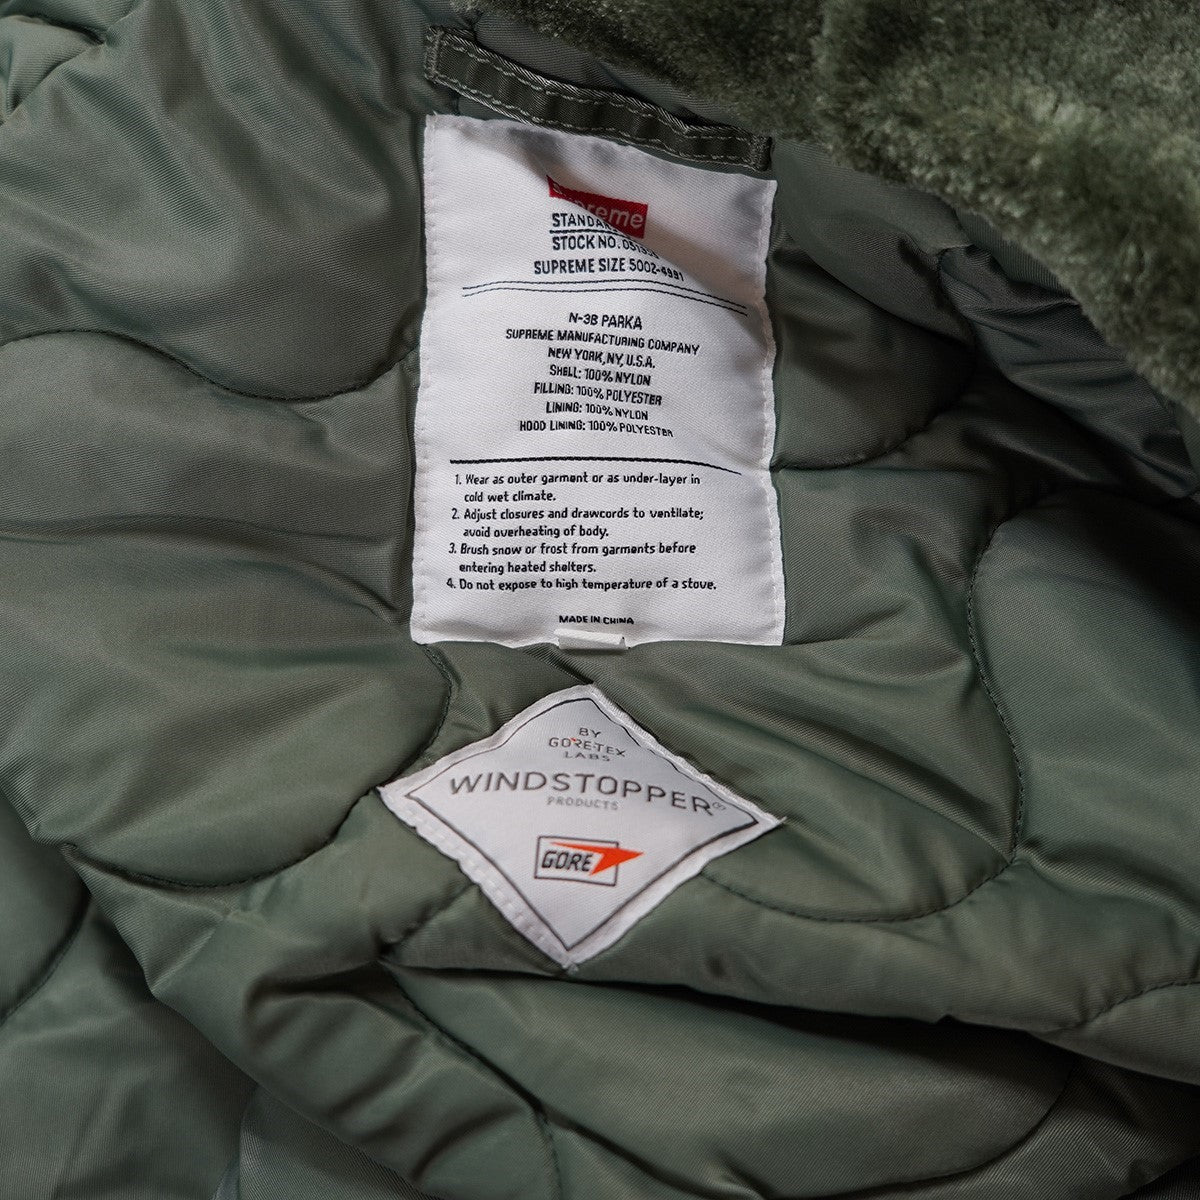 Supreme
STANDARD
STOCK NO.
SUPREME SIZE 5002-4991
N-3B PARKA
SUPREME MANUFACTURING COMPANY
NEW YORK, NY, U.S.A.
SHELL: 100% NYLON
FILLING: 100% POLYESTER
LINING: 100% NYLON
HOOD LINING: 100% POLYESTER
1. Wear as outer garment or as under-layer in
cold wet climate.
2. Adjust closures and drawcords to ventilate;
avoid overheating of body.
3. Brush snow or frost from garments before
entering heated shelters.
4. Do not expose to high temperature of a stove.
MADE IN CHINA
BY
GORE-TEX
LABS
WINDSTOPPER®
PRODUCTS
GORE